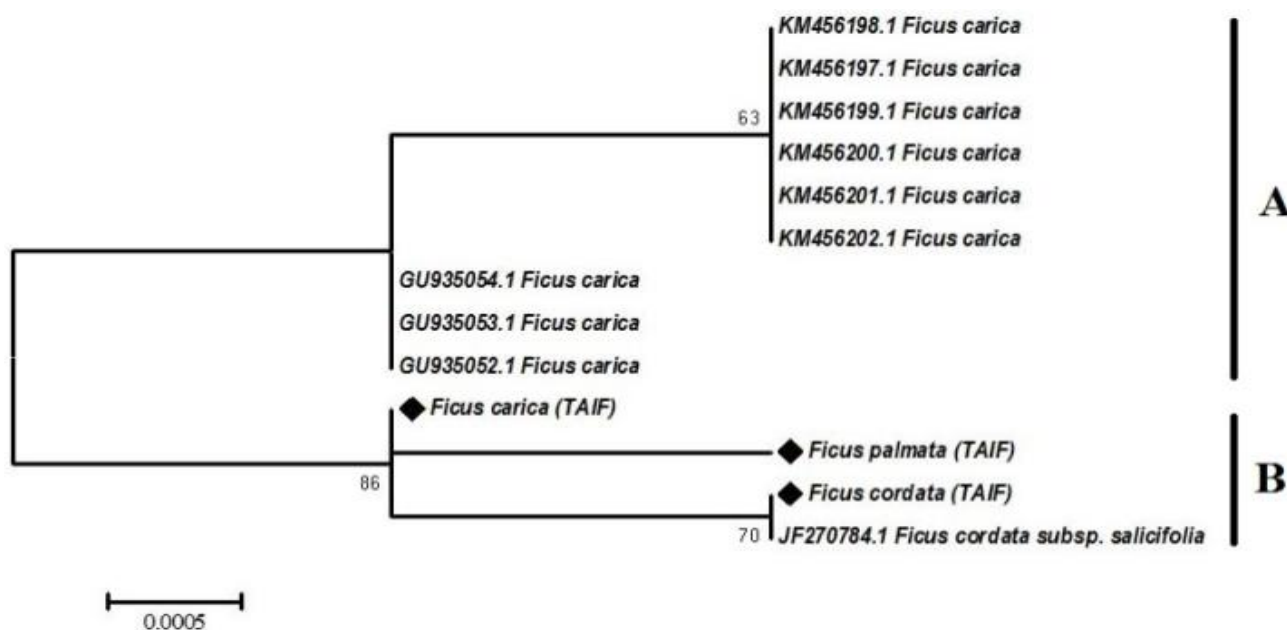 KM456198.1 Ficus carica
KM456197.1 Ficus carica
KM456199.1 Ficus carica
63
KM456200.1 Ficus carica
KM456201.1 Ficus carica
KM456202.1 Ficus carica
A
GU935054.1 Ficus carica
GU935053.1 Ficus carica
GU935052.1 Ficus carica
Ficus carica (TAIF)
Ficus palmata (TAIF)
86
Ficus cordata (TAIF)
B
70
JF270784.1 Ficus cordata subsp. salicifolia
0.0005